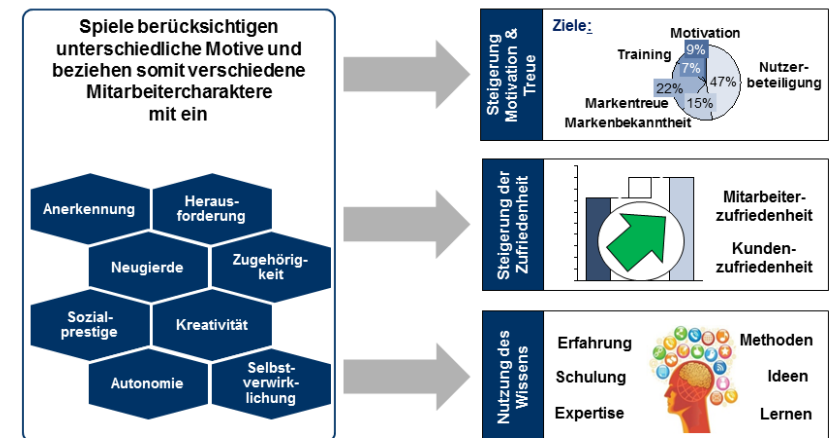 Spiele berücksichtigen
unterschiedliche Motive und
beziehen somit verschiedene
Mitarbeitercharaktere
mit ein
Anerkennung
Heraus-
forderung
Neugierde
Zugehörig-
keit
Sozial-
prestige
Kreativität
Autonomie
Selbst-
verwirk-
lichung
Steigerung
Motivation &
Treue
Ziele:
Motivation
9%
Training
7%
Nutzer-
beteiligung
47%
22%
15%
Markentreue
Markenbekanntheit
Steigerung der
Zufriedenheit
Mitarbeiter-
zufriedenheit
Kunden-
zufriedenheit
Nutzung des
Wissens
Erfahrung
Methoden
Schulung
Ideen
Expertise
Lernen